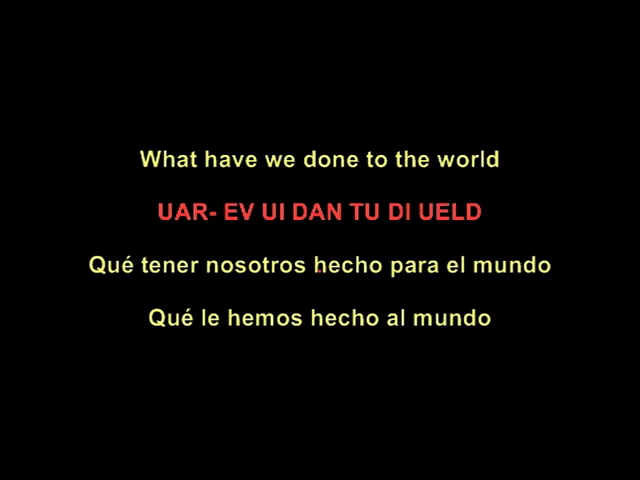 What have we done to the world
UAR- EV UI DAN TU DI UELD
Qué tener nosotros hecho para el mundo
Qué le hemos hecho al mundo